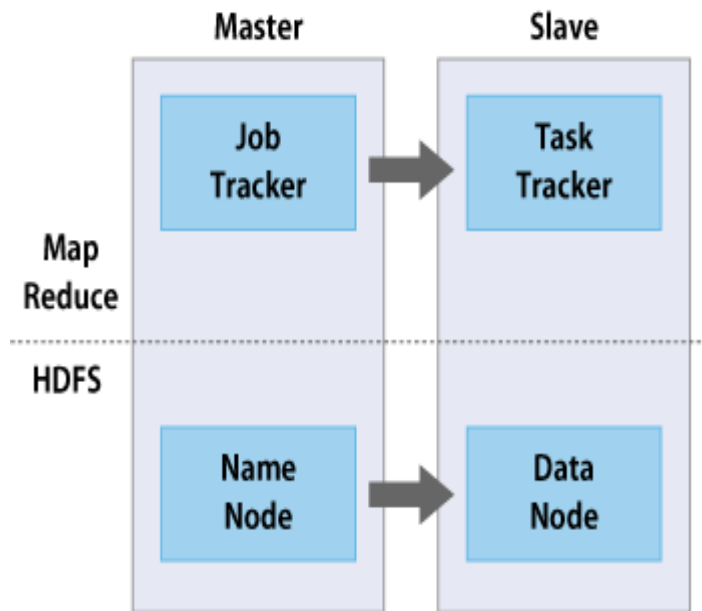 Master
Slave
Job
Tracker
Task
Tracker
Map
Reduce
HDFS
Name
Node
Data
Node